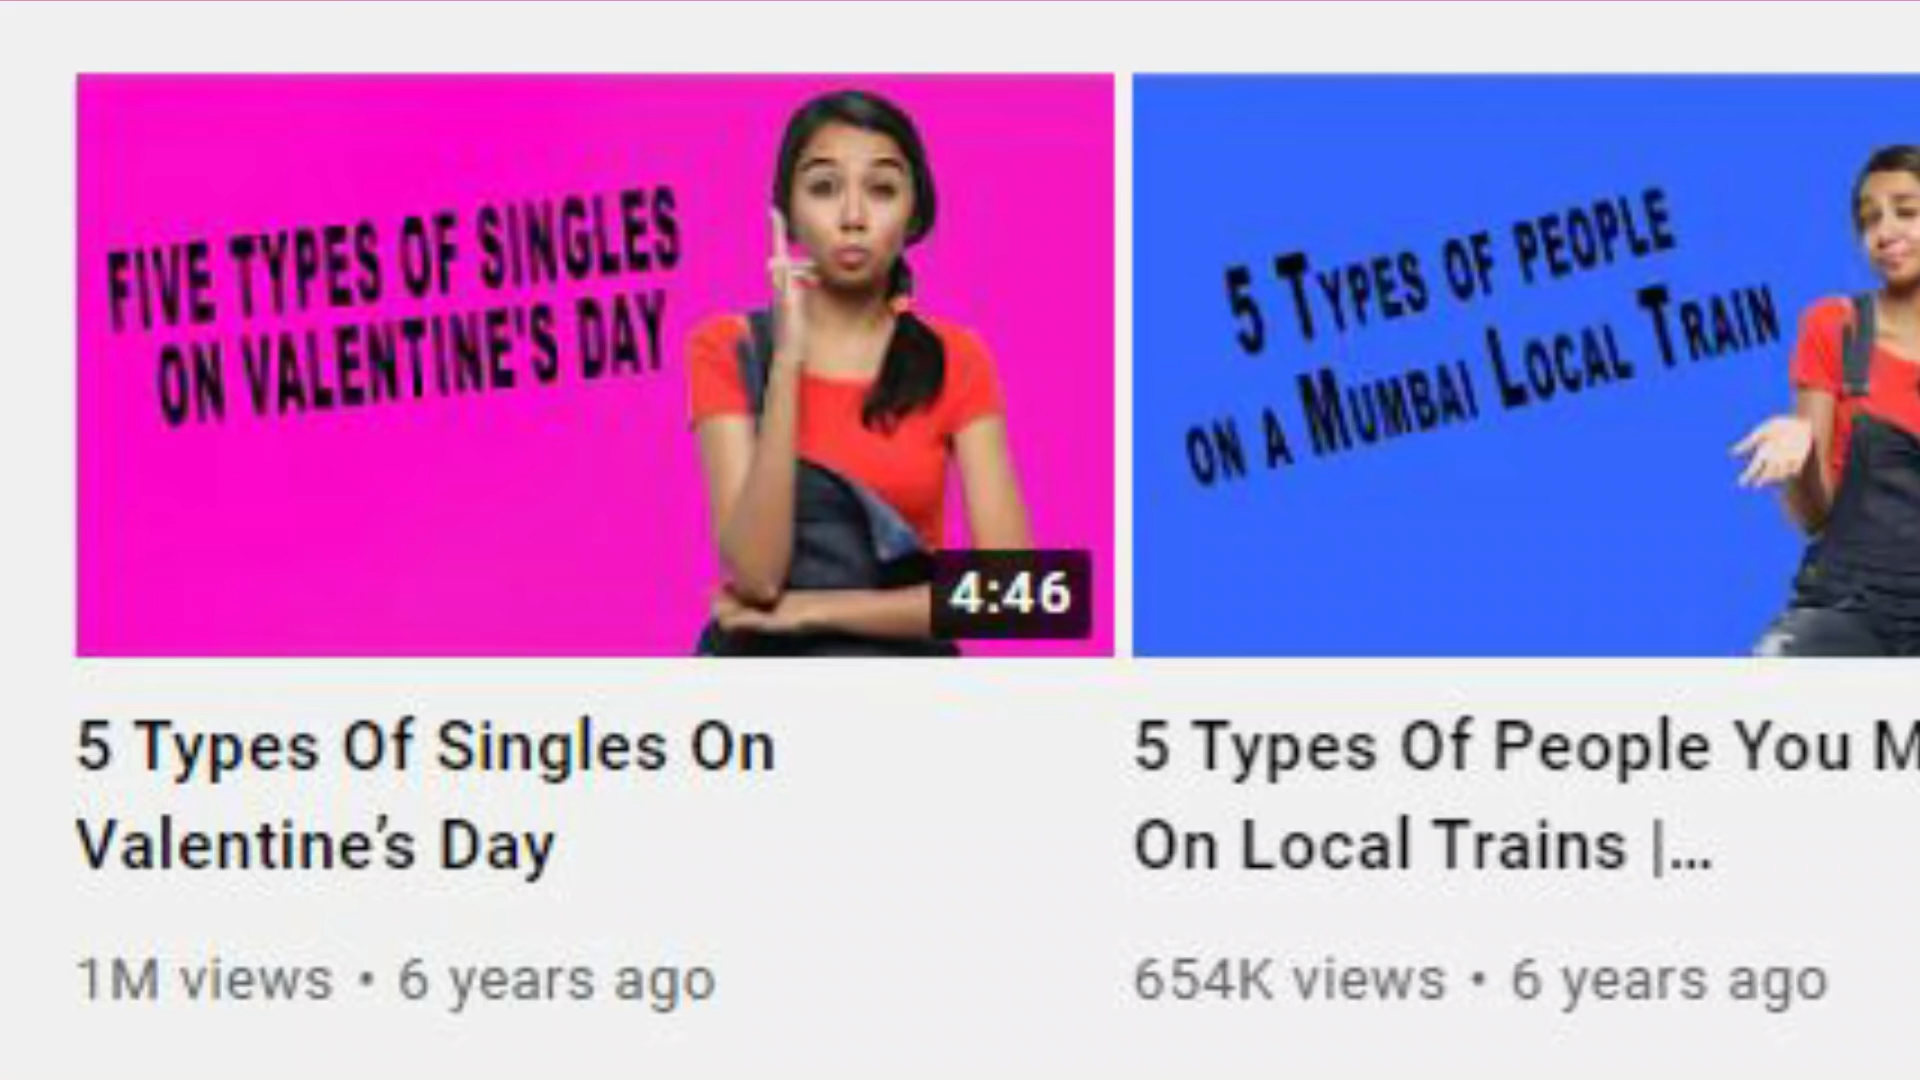 FIVE TYPES OF SINGLES
ON VALENTINE'S DAY
4:46
5 Types Of Singles On
Valentine’s Day
1M views • 6 years ago
5 TYPES OF PEOPLE
ON A MUMBAI LOCAL TRAIN
5 Types Of People You M
On Local Trains |...
654K views • 6 years ago